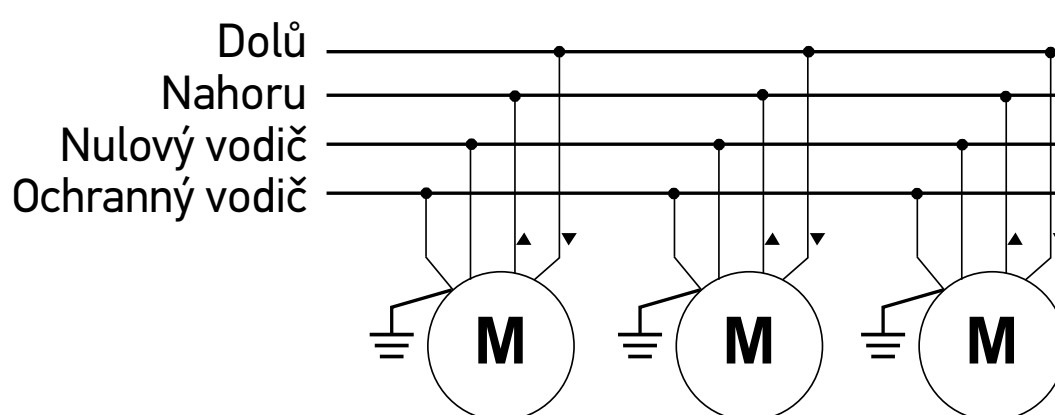 Dolů
Nahoru
Nulový vodič
Ochranný vodič
M M M